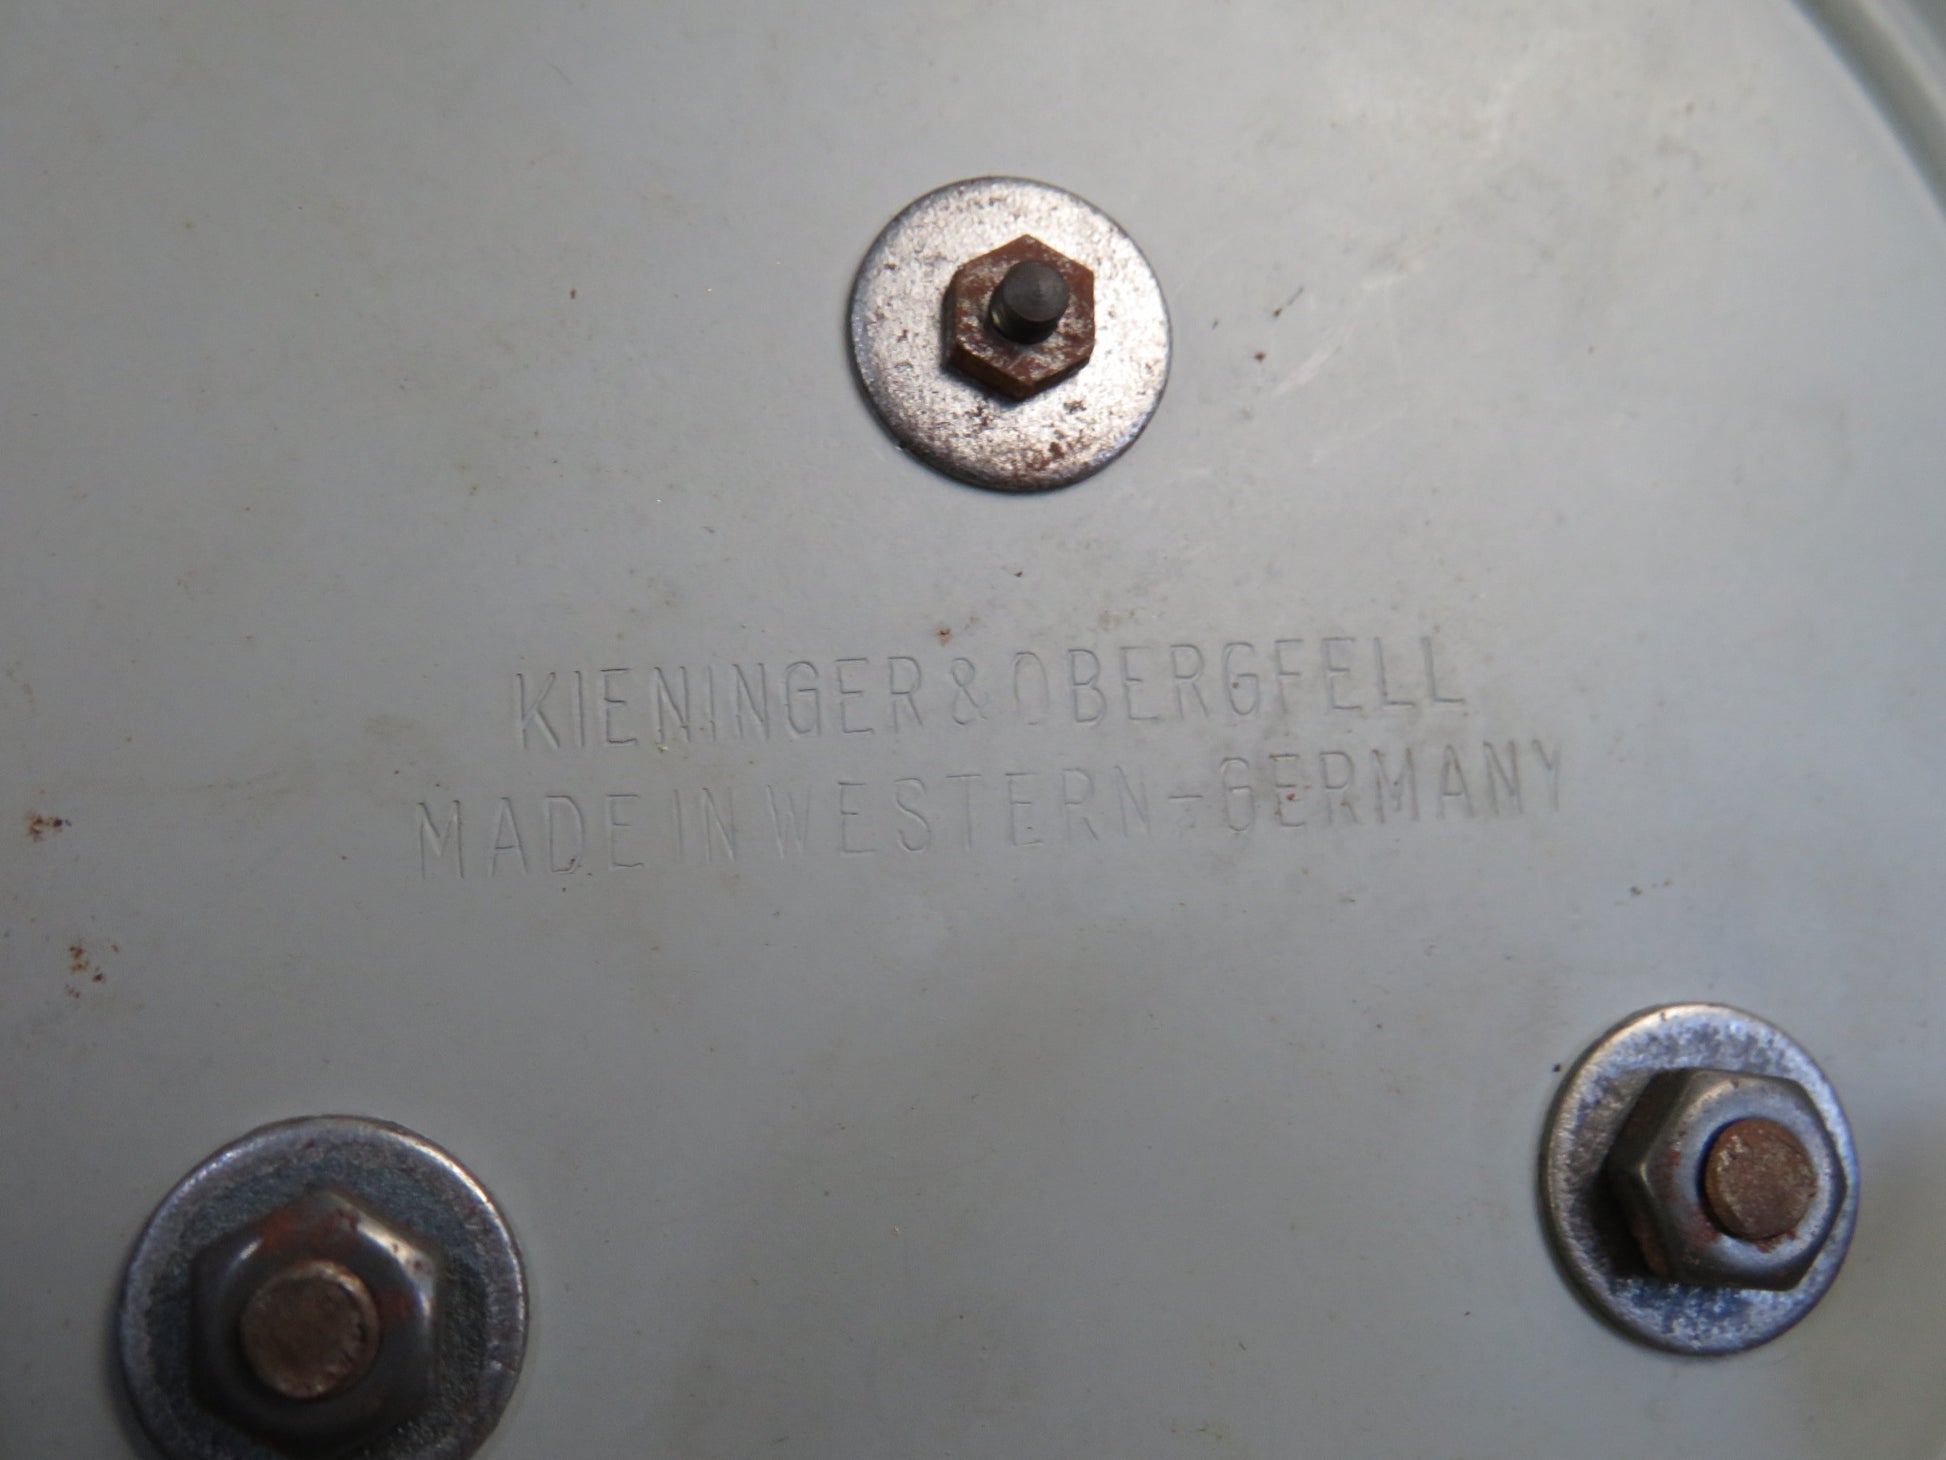 KIENINGER & OBERGFELL
MADE IN WESTERN-GERMANY